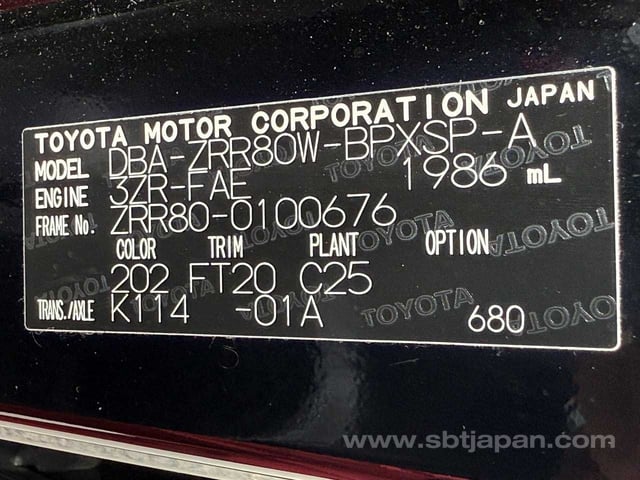 TOYOTA MOTOR CORPORATION JAPAN
MODEL DBA-ZRR80W-BPXSP-A
ENGINE 3ZR-FAE 1986 mL
FRAME No. ZRR80-0100676
COLOR TRIM PLANT OPTION
202 FT20 C25
TRANS./AXLE K114 -01A 680
www.sbtjapan.com